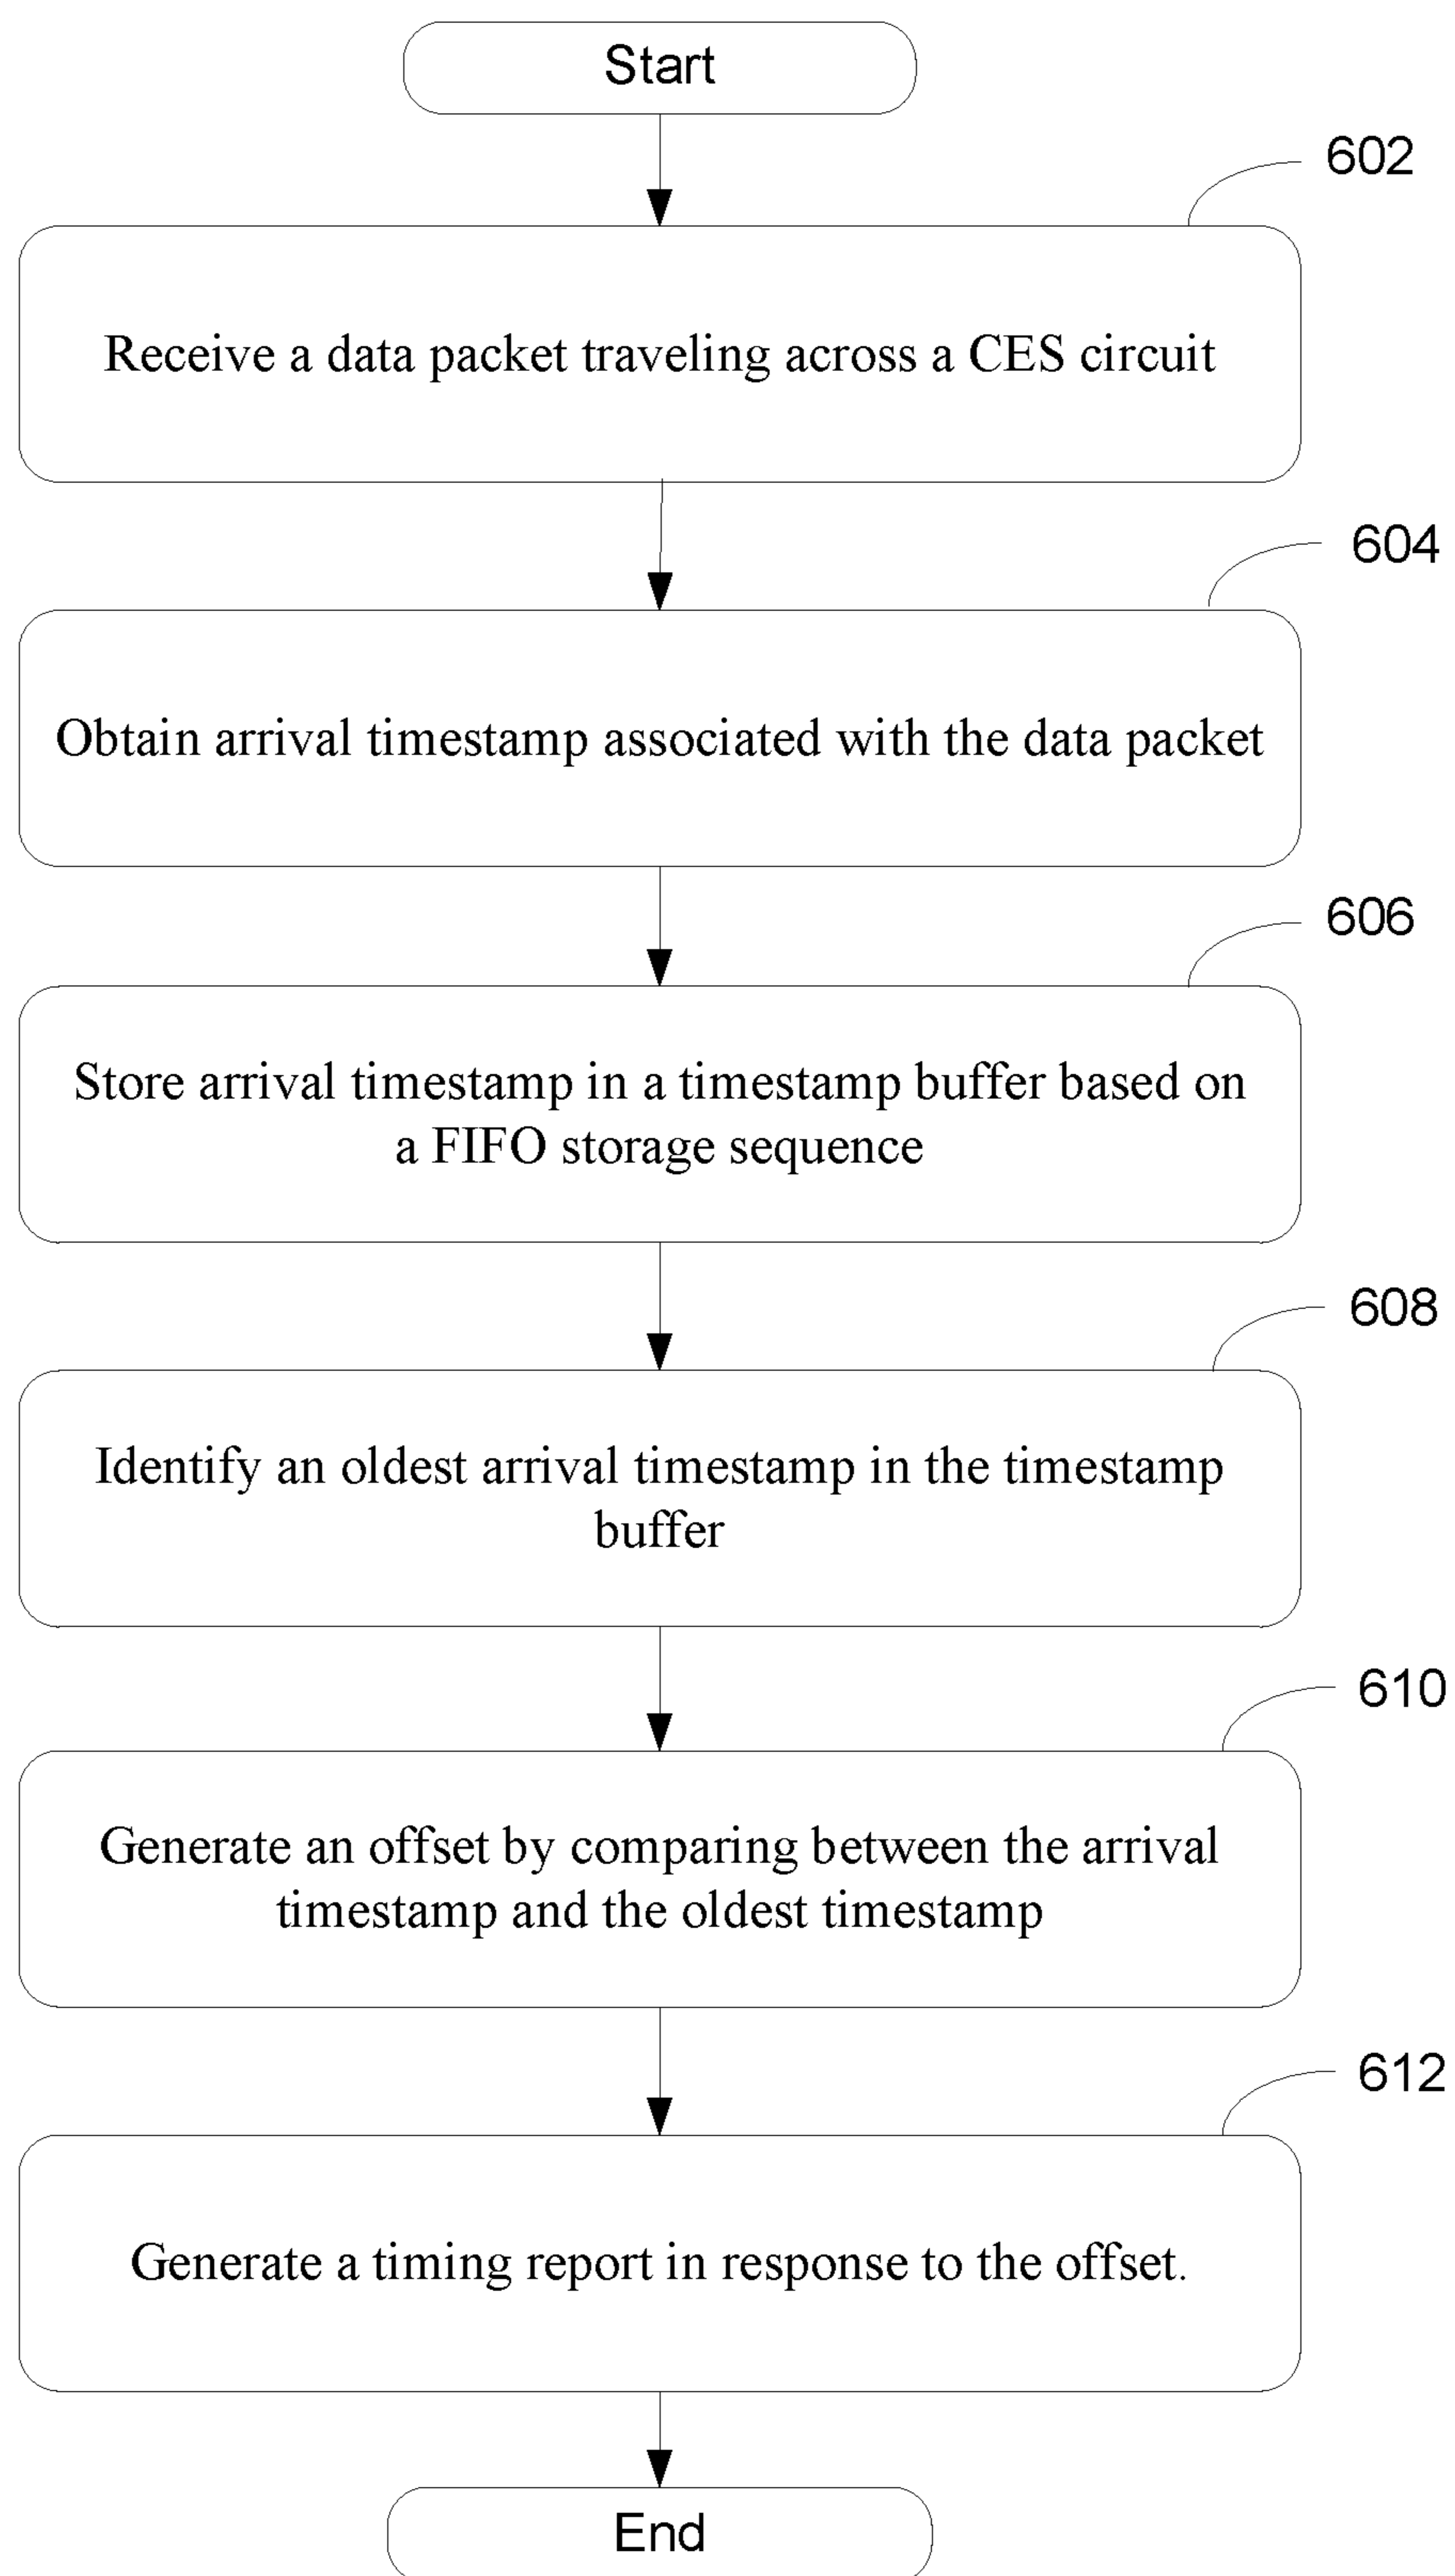 Start
602
Receive a data packet traveling across a CES circuit
604
Obtain arrival timestamp associated with the data packet
606
Store arrival timestamp in a timestamp buffer based on
a FIFO storage sequence
608
Identify an oldest arrival timestamp in the timestamp
buffer
610
Generate an offset by comparing between the arrival
timestamp and the oldest timestamp
612
Generate a timing report in response to the offset.
End